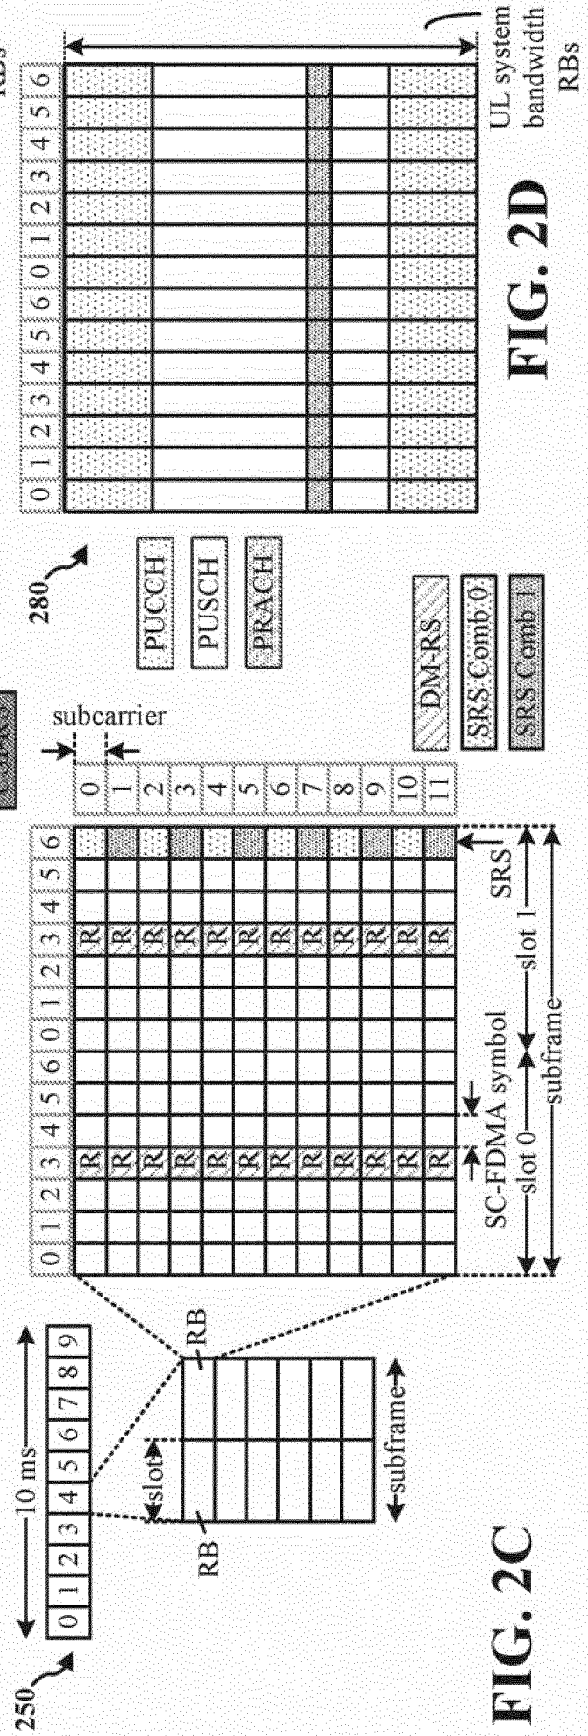 250
10 ms
0 1 2 3 4 5 6 7 8 9
slot
RB
RB
subframe
0 1 2 3 4 5 6 0 1 2 3 4 5 6
subcarrier
R R 0
R R 1
R R 2
R R 3
R R 4
R R 5
R R 6
R R 7
R R 8
R R 9
R R 10
R R 11
SC-FDMA symbol
SRS
slot 0
slot 1
subframe
DM-RS
SRS Comb 0
SRS Comb 1
FIG. 2C
280
0 1 2 3 4 5 6 0 1 2 3 4 5 6
PUCCH
PUSCH
PRACH
UL system
bandwidth
RBs
FIG. 2D